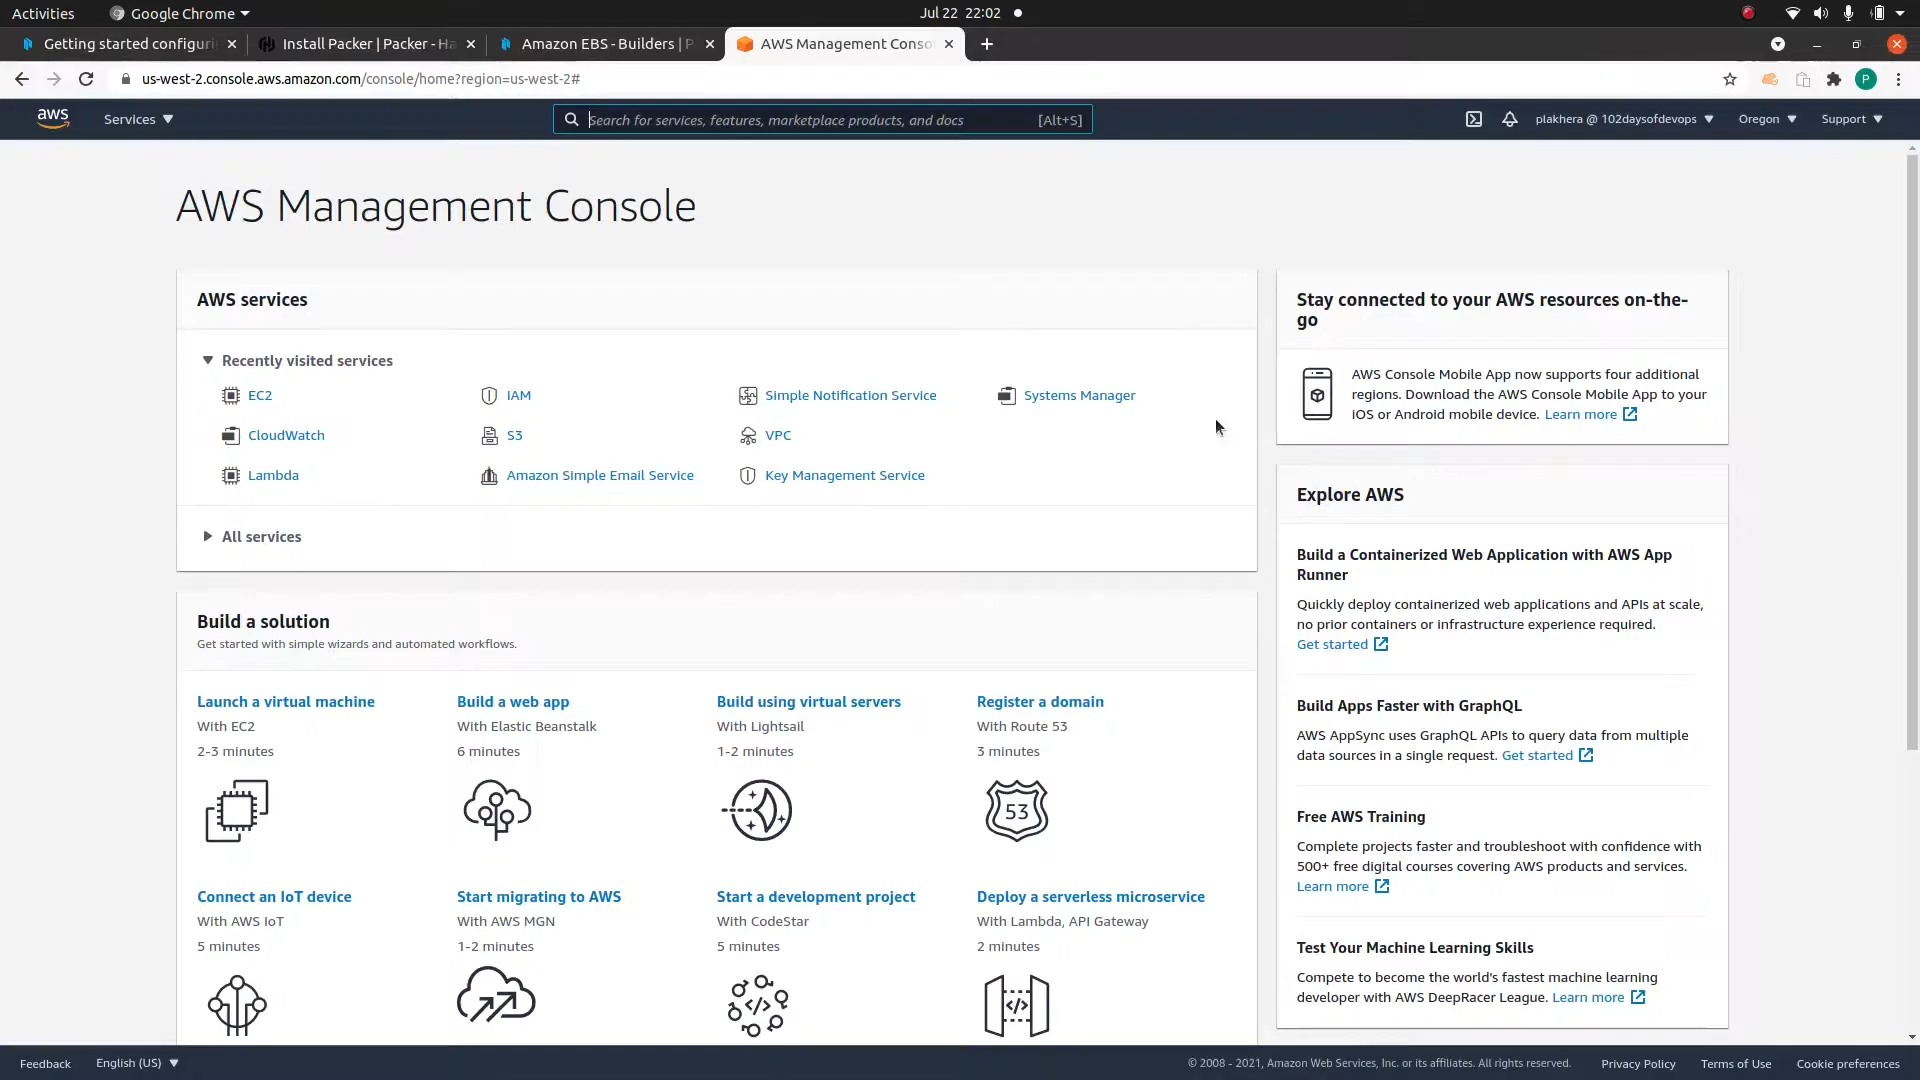 Activities
Google Chrome
Jul 22 22:02
Getting started configuri
Install Packer | Packer - Ha
Amazon EBS - Builders | P
AWS Management Conso
us-west-2.console.aws.amazon.com/console/home?region=us-west-2#
P
aws
Services
Search for services, features, marketplace products, and docs
[Alt+S]
plakhera @ 102daysofdevops
Oregon
Support
AWS Management Console
AWS services
Recently visited services
EC2
IAM
Simple Notification Service
Systems Manager
CloudWatch
S3
VPC
Lambda
Amazon Simple Email Service
Key Management Service
All services
Build a solution
Get started with simple wizards and automated workflows.
Launch a virtual machine
With EC2
2-3 minutes
Build a web app
With Elastic Beanstalk
6 minutes
Build using virtual servers
With Lightsail
1-2 minutes
Register a domain
With Route 53
3 minutes
53
Connect an IoT device
With AWS IoT
5 minutes
Start migrating to AWS
With AWS MGN
1-2 minutes
Start a development project
With CodeStar
5 minutes
Deploy a serverless microservice
With Lambda, API Gateway
2 minutes
Stay connected to your AWS resources on-the-
go
AWS Console Mobile App now supports four additional
regions. Download the AWS Console Mobile App to your
iOS or Android mobile device. Learn more
Explore AWS
Build a Containerized Web Application with AWS App
Runner
Quickly deploy containerized web applications and APIs at scale,
no prior containers or infrastructure experience required.
Get started
Build Apps Faster with GraphQL
AWS AppSync uses GraphQL APIs to query data from multiple
data sources in a single request. Get started
Free AWS Training
Complete projects faster and troubleshoot with confidence with
500+ free digital courses covering AWS products and services.
Learn more
Test Your Machine Learning Skills
Compete to become the world's fastest machine learning
developer with AWS DeepRacer League. Learn more
Feedback
English (US)
© 2008 - 2021, Amazon Web Services, Inc. or its affiliates. All rights reserved.
Privacy Policy
Terms of Use
Cookie preferences